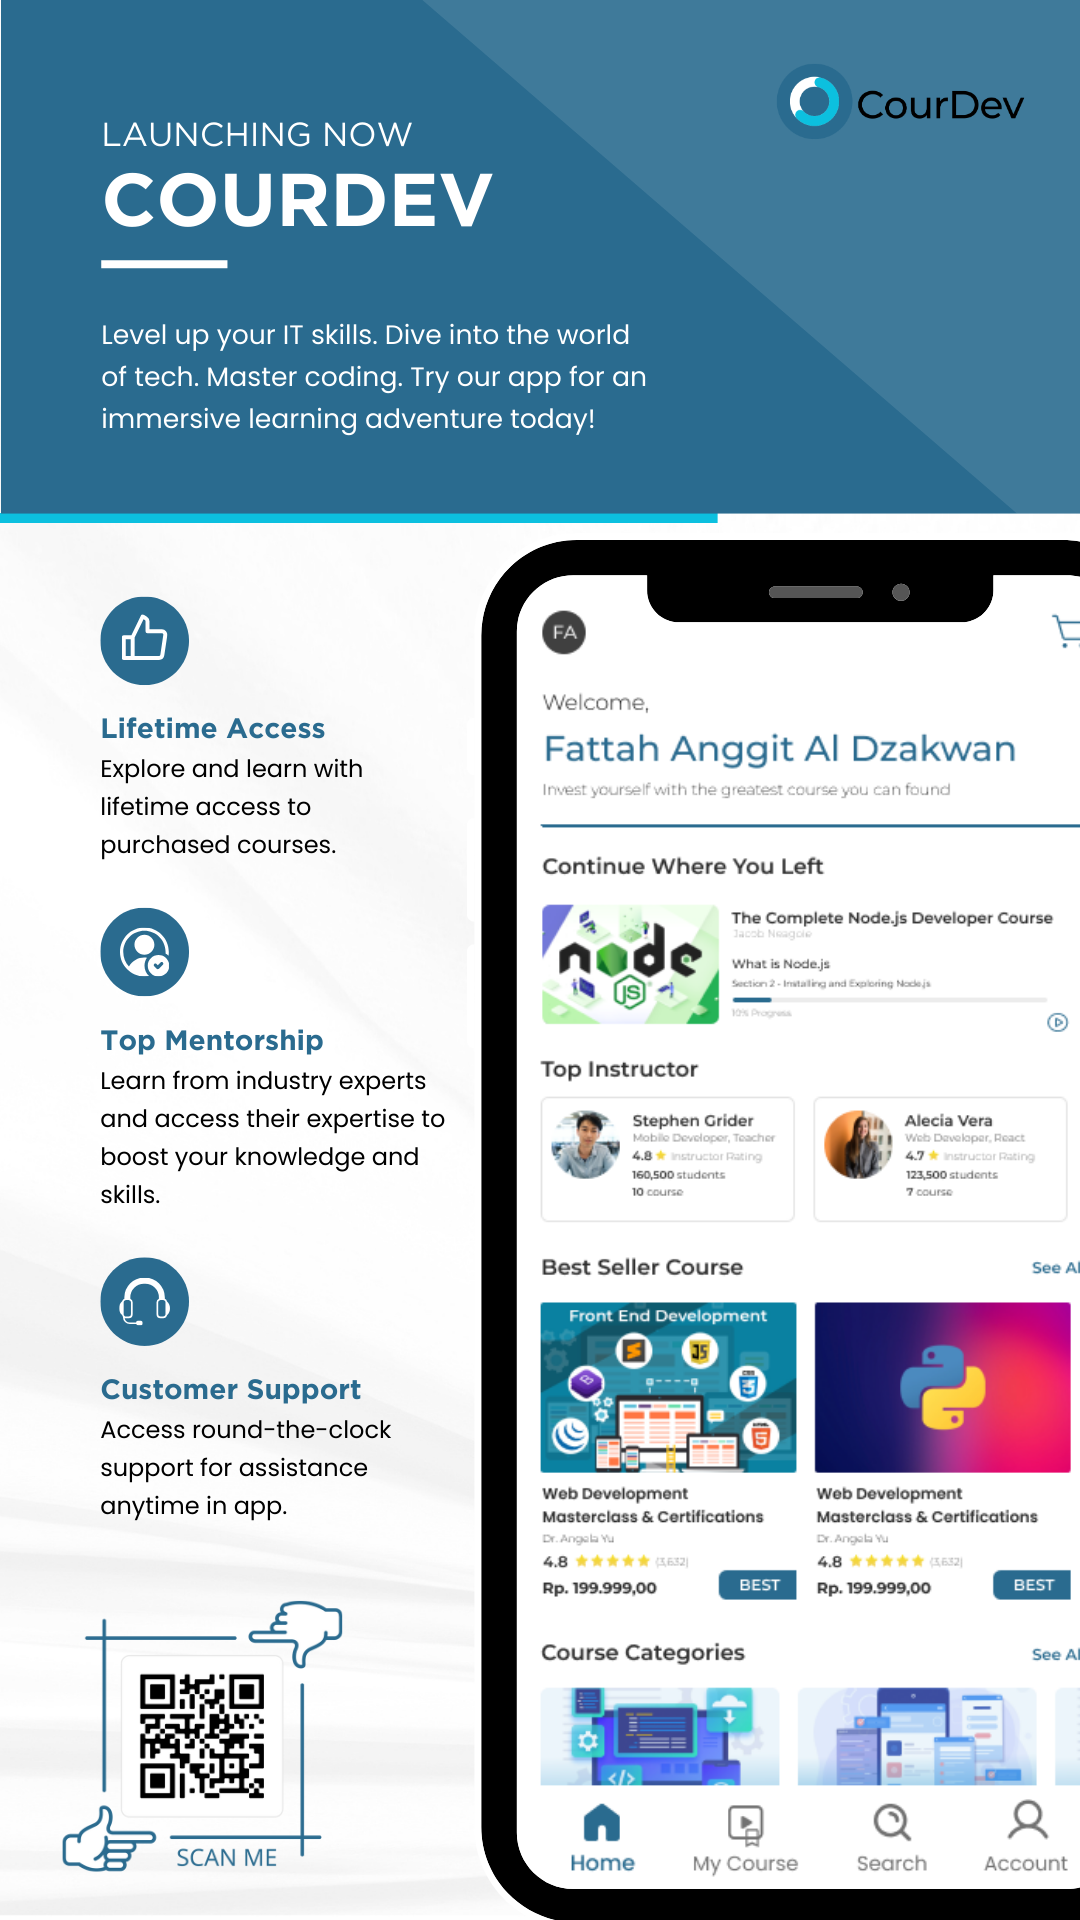 CourDev
LAUNCHING NOW
COURDEV
Level up your IT skills. Dive into the world
of tech. Master coding. Try our app for an
immersive learning adventure today!
Lifetime Access
Explore and learn with
lifetime access to
purchased courses.
Top Mentorship
Learn from industry experts
and access their expertise to
boost your knowledge and
skills.
Customer Support
Access round-the-clock
support for assistance
anytime in app.
SCAN ME
FA
Welcome,
Fattah Anggit Al Dzakwan
Invest yourself with the greatest course you can found
Continue Where You Left
node
JS
The Complete Node.js Developer Course
Jacob
What is Node.js
Section 2 - Installing and Exploring Node.js
10% Progress
Top Instructor
Stephen Grider
Mobile Developer, Teacher
4.8 Instructor Rating
160,500 students
10 course
Alecia Vera
Web Developer, React
4.7 Instructor Rating
123,500 students
7 course
Best Seller Course
See Al
Front End Development
JS
CSS
3
B
HTML
5
Web Development
Masterclass & Certifications
Dr. Angela Yu
4.8 (3,632)
Rp. 199.999,00
BEST
Web Development
Masterclass & Certifications
Dr. Angela Yu
4.8 (3,632)
Rp. 199.999,00
BEST
Course Categories
See Al
</>
Home
My Course
Search
Account